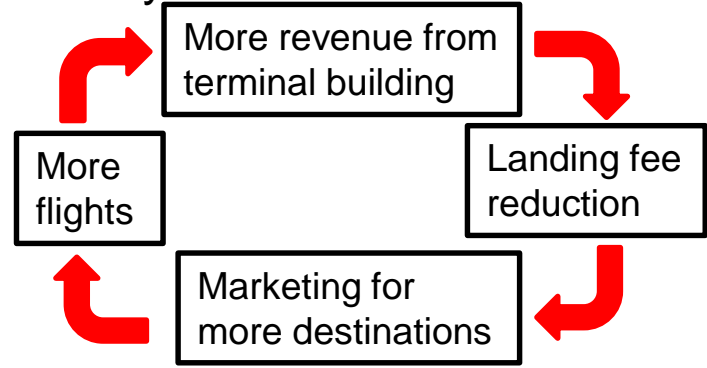 More revenue from
terminal building
Landing fee
reduction
More
flights
Marketing for
more destinations